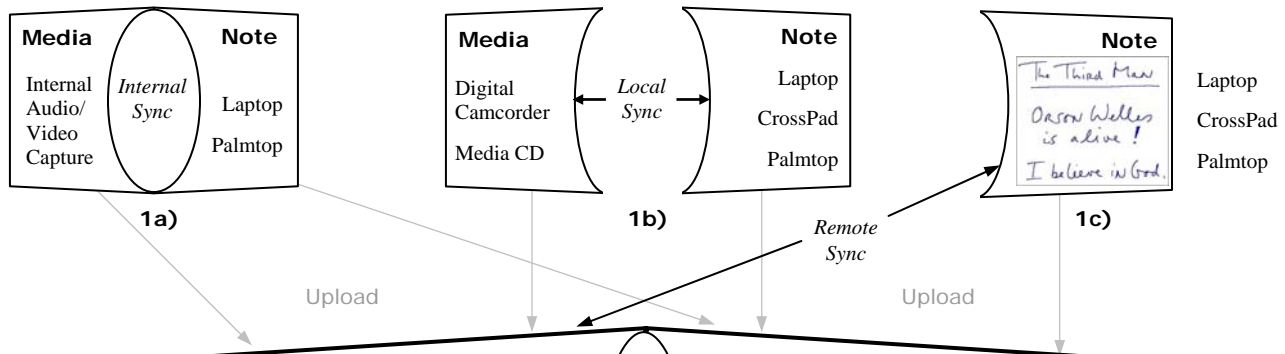 Media
Internal
Audio/
Video
Capture
Internal
Sync
Note
Laptop
Palmtop
1a)
Media
Digital
Camcorder
Media CD
Local
Sync
Note
Laptop
CrossPad
Palmtop
1b)
Note
The Third Man
Orson Welles
is alive !
I believe in God.
Laptop
CrossPad
Palmtop
1c)
Remote
Sync
Upload
Upload